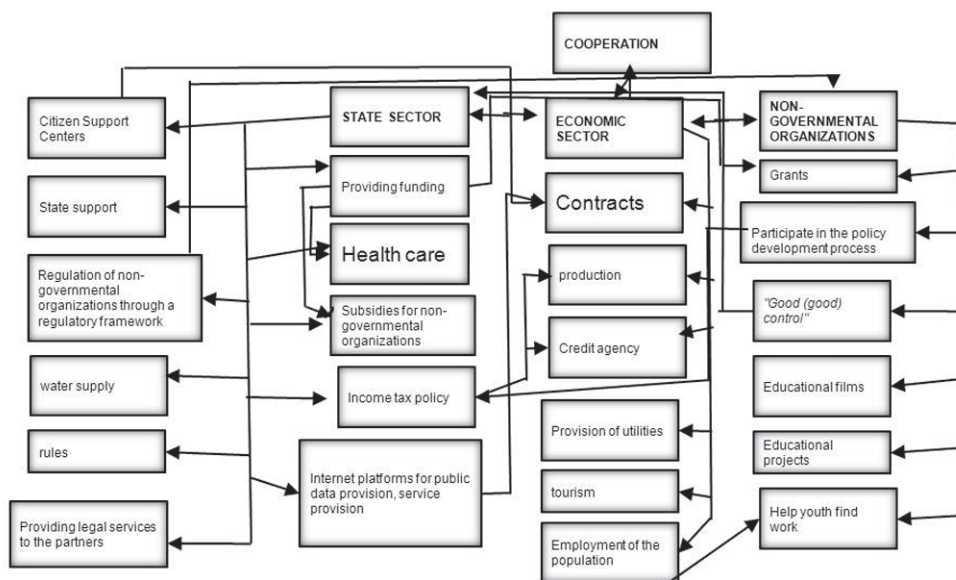 COOPERATION
Citizen Support
Centers
STATE SECTOR
ECONOMIC
SECTOR
NON-
GOVERNMENTAL
ORGANIZATIONS
State support
Providing funding
Contracts
Grants
Participate in the policy
development process
Regulation of non-
governmental
organizations through a
regulatory framework
Health care
production
"Good (good)
control"
Subsidies for non-
governmental
organizations
Credit agency
water supply
Income tax policy
Educational films
rules
Provision of utilities
Educational
projects
Internet platforms for public
data provision, service
provision
tourism
Help youth find
work
Providing legal services
to the partners
Employment of the
population